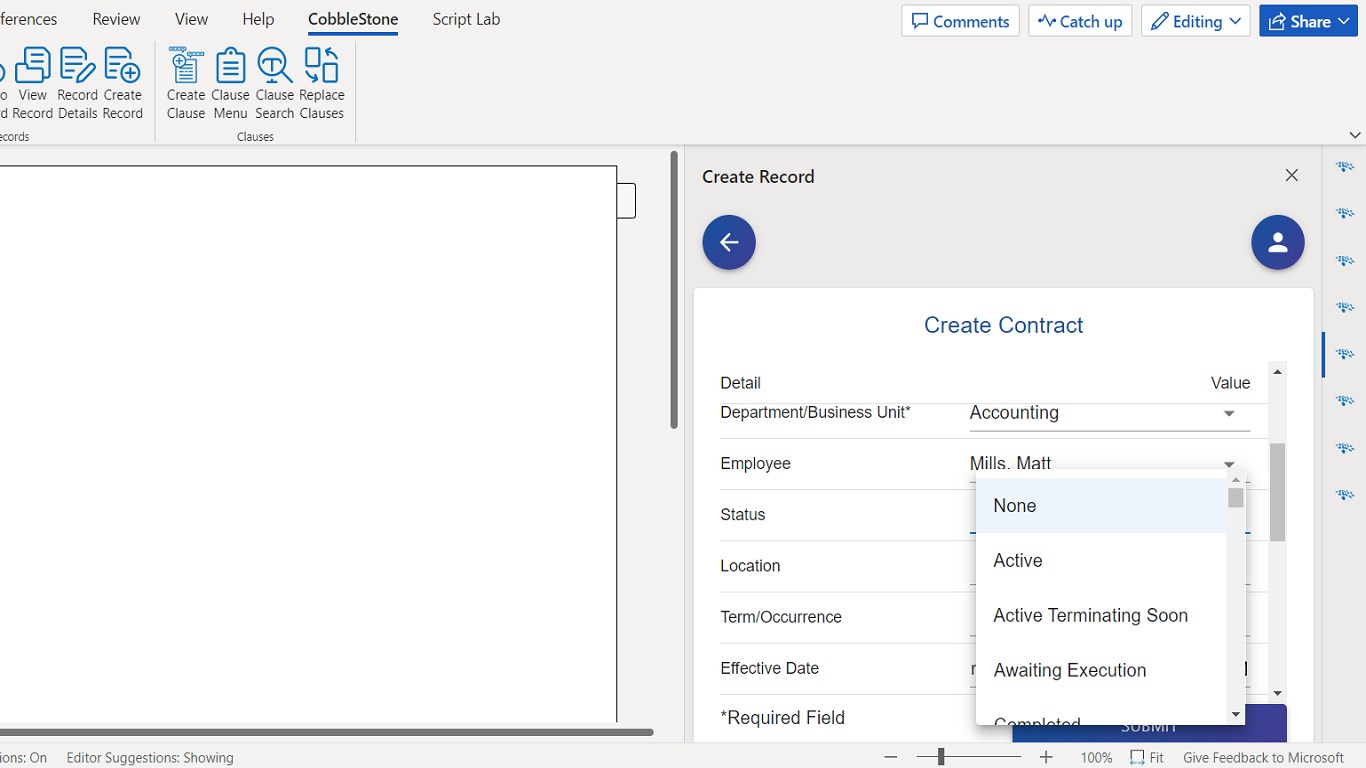 ferences Review View Help CobbleStone Script Lab Comments Catch up Editing Share
View Record Create Create Clause Clause Replace
Record Details Record Clause Menu Search Clauses
ecords Clauses
Create Record
Create Contract
Detail Value
Department/Business Unit* Accounting
Employee Mills, Matt
None
Status
Active
Location
Active Terminating Soon
Term/Occurrence
Effective Date Awaiting Execution
*Required Field Completed
SUBMIT
ions: On Editor Suggestions: Showing 100% Fit Give Feedback to Microsoft